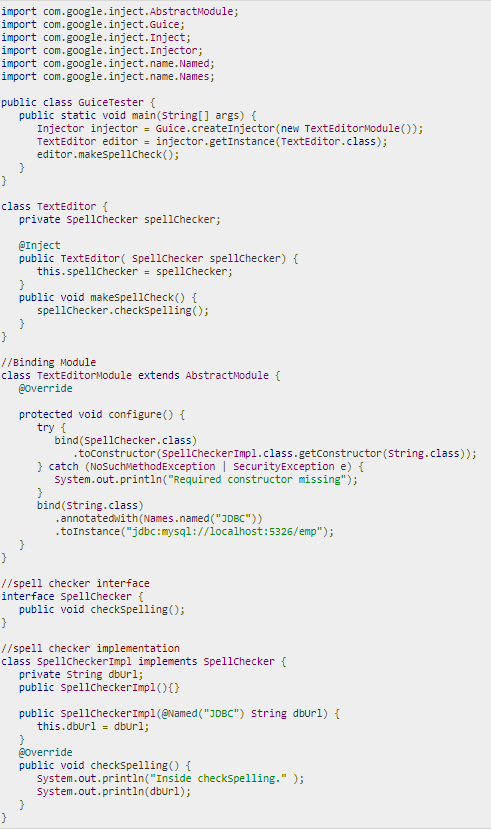 import com.google.inject.AbstractModule;
import com.google.inject.Guice;
import com.google.inject.Inject;
import com.google.inject.Injector;
import com.google.inject.name.Named;
import com.google.inject.name.Names;

public class GuiceTester {
   public static void main(String[] args) {
      Injector injector = Guice.createInjector(new TextEditorModule());
      TextEditor editor = injector.getInstance(TextEditor.class);
      editor.makeSpellCheck();
   }
}

class TextEditor {
   private SpellChecker spellChecker;

   @Inject
   public TextEditor( SpellChecker spellChecker) {
      this.spellChecker = spellChecker;
   }
   public void makeSpellCheck() {
      spellChecker.checkSpelling();
   }
}

//Binding Module
class TextEditorModule extends AbstractModule {
   @Override

   protected void configure() {
      try {
         bind(SpellChecker.class)
            .toConstructor(SpellCheckerImpl.class.getConstructor(String.class));
      } catch (NoSuchMethodException | SecurityException e) {
         System.out.println("Required constructor missing");
      }
      bind(String.class)
         .annotatedWith(Names.named("JDBC"))
         .toInstance("jdbc:mysql://localhost:5326/emp");
   }
}

//spell checker interface
interface SpellChecker {
   public void checkSpelling();
}

//spell checker implementation
class SpellCheckerImpl implements SpellChecker {
   private String dbUrl;
   public SpellCheckerImpl(){}

   public SpellCheckerImpl(@Named("JDBC") String dbUrl) {
      this.dbUrl = dbUrl;
   }
   @Override
   public void checkSpelling() {
      System.out.println("Inside checkSpelling." );
      System.out.println(dbUrl);
   }
}